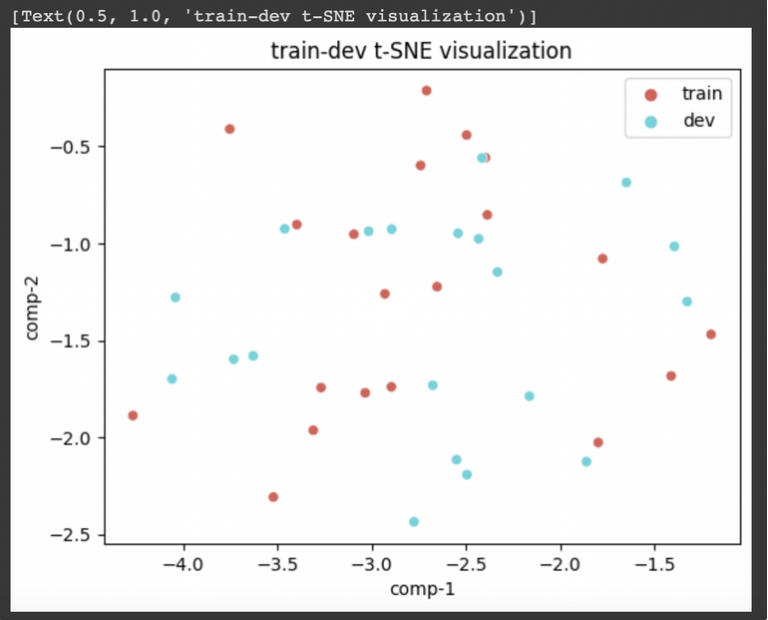 [Text(0.5, 1.0, 'train-dev t-SNE visualization')]
train-dev t-SNE visualization
train
dev
−0.5
−1.0
−1.5
−2.0
−2.5
comp-2
−4.0 −3.5 −3.0 −2.5 −2.0 −1.5
comp-1